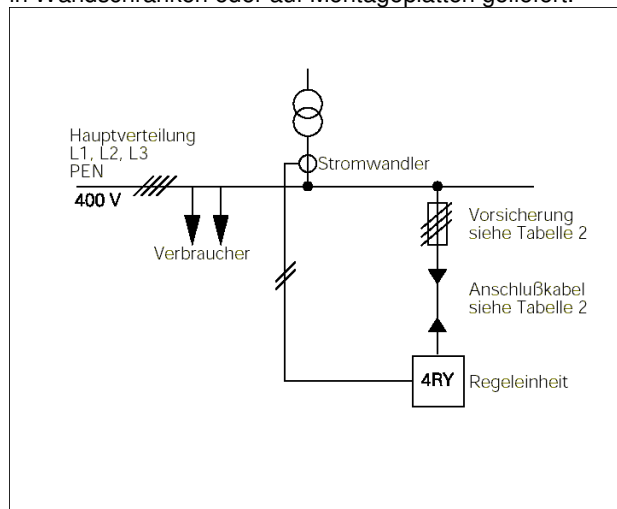 in Wandschränken oder auf Montageplatten geliefert.
Hauptverteilung
L1, L2, L3
PEN
400 V
Stromwandler
Verbraucher
Vorsicherung
siehe Tabelle 2
Anschlußkabel
siehe Tabelle 2
4RY
Regeleinheit